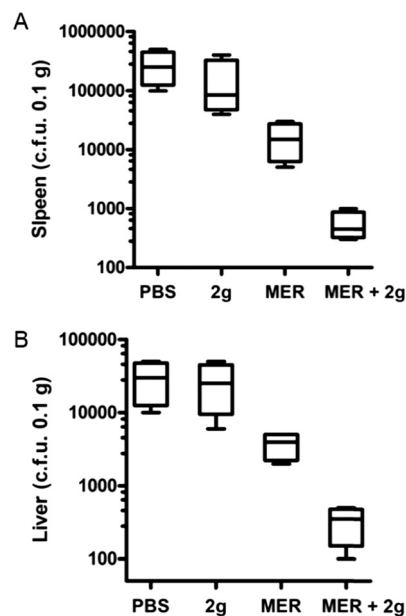 A
Slpeen (c.f.u. 0.1 g)
1000000
100000
10000
1000
100
PBS 2g MER MER + 2g
B
Liver (c.f.u. 0.1 g)
100000
10000
1000
100
PBS 2g MER MER + 2g